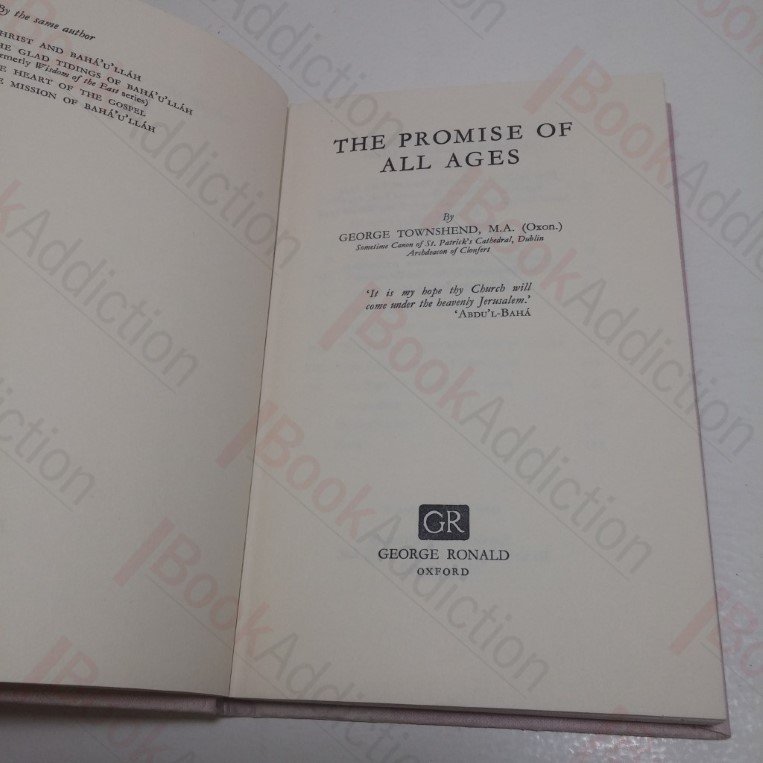 By the same author
CHRIST AND BAHÁ'U'LLÁH
THE GLAD TIDINGS OF BAHÁ'U'LLÁH
(formerly Wisdom of the East series)
THE HEART OF THE GOSPEL
THE MISSION OF BAHÁ'U'LLÁH
THE PROMISE OF
ALL AGES
By
GEORGE TOWNSHEND, M.A. (Oxon.)
Sometime Canon of St. Patrick's Cathedral, Dublin
Archdeacon of Clonfert
'It is my hope thy Church will
come under the heavenly Jerusalem.'
'ABDU'L-BAHÁ
GR
GEORGE RONALD
OXFORD
BookAddiction